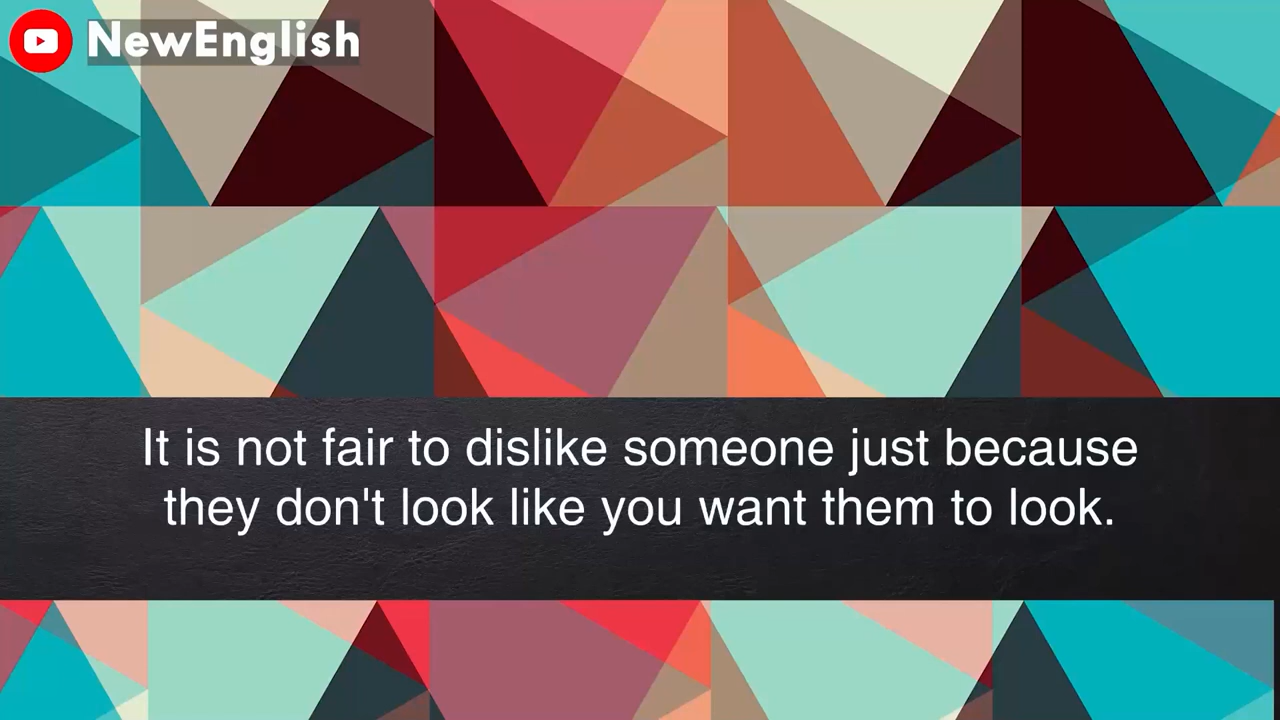 NewEnglish
It is not fair to dislike someone just because
they don't look like you want them to look.